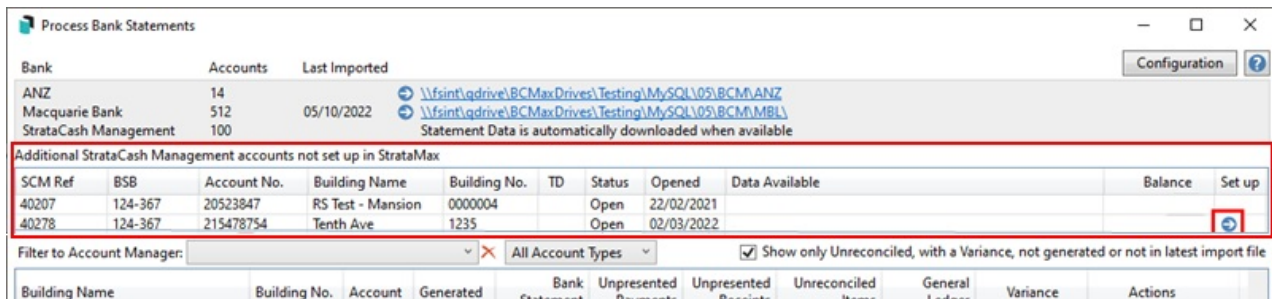 Process Bank Statements
Configuration
Bank Accounts Last Imported
ANZ 14 \\fsint\qdrive\BCMaxDrives\Testing\MySQL\05\BCM\ANZ
Macquarie Bank 512 05/10/2022 \\fsint\qdrive\BCMaxDrives\Testing\MySQL\05\BCM\MBL\
StrataCash Management 100 Statement Data is automatically downloaded when available
Additional StrataCash Management accounts not set up in StrataMax
SCM Ref BSB Account No. Building Name Building No. TD Status Opened Data Available Balance Set up
40207 124-367 20523847 RS Test - Mansion 0000004 Open 22/02/2021
40278 124-367 215478754 Tenth Ave 1235 Open 02/03/2022
Filter to Account Manager: All Account Types Show only Unreconciled, with a Variance, not generated or not in latest import file
Bank Unpresented Unpresented Unreconciled General
Building Name Building No. Account Generated Statement Payments Receipts Items Ledger Variance Actions